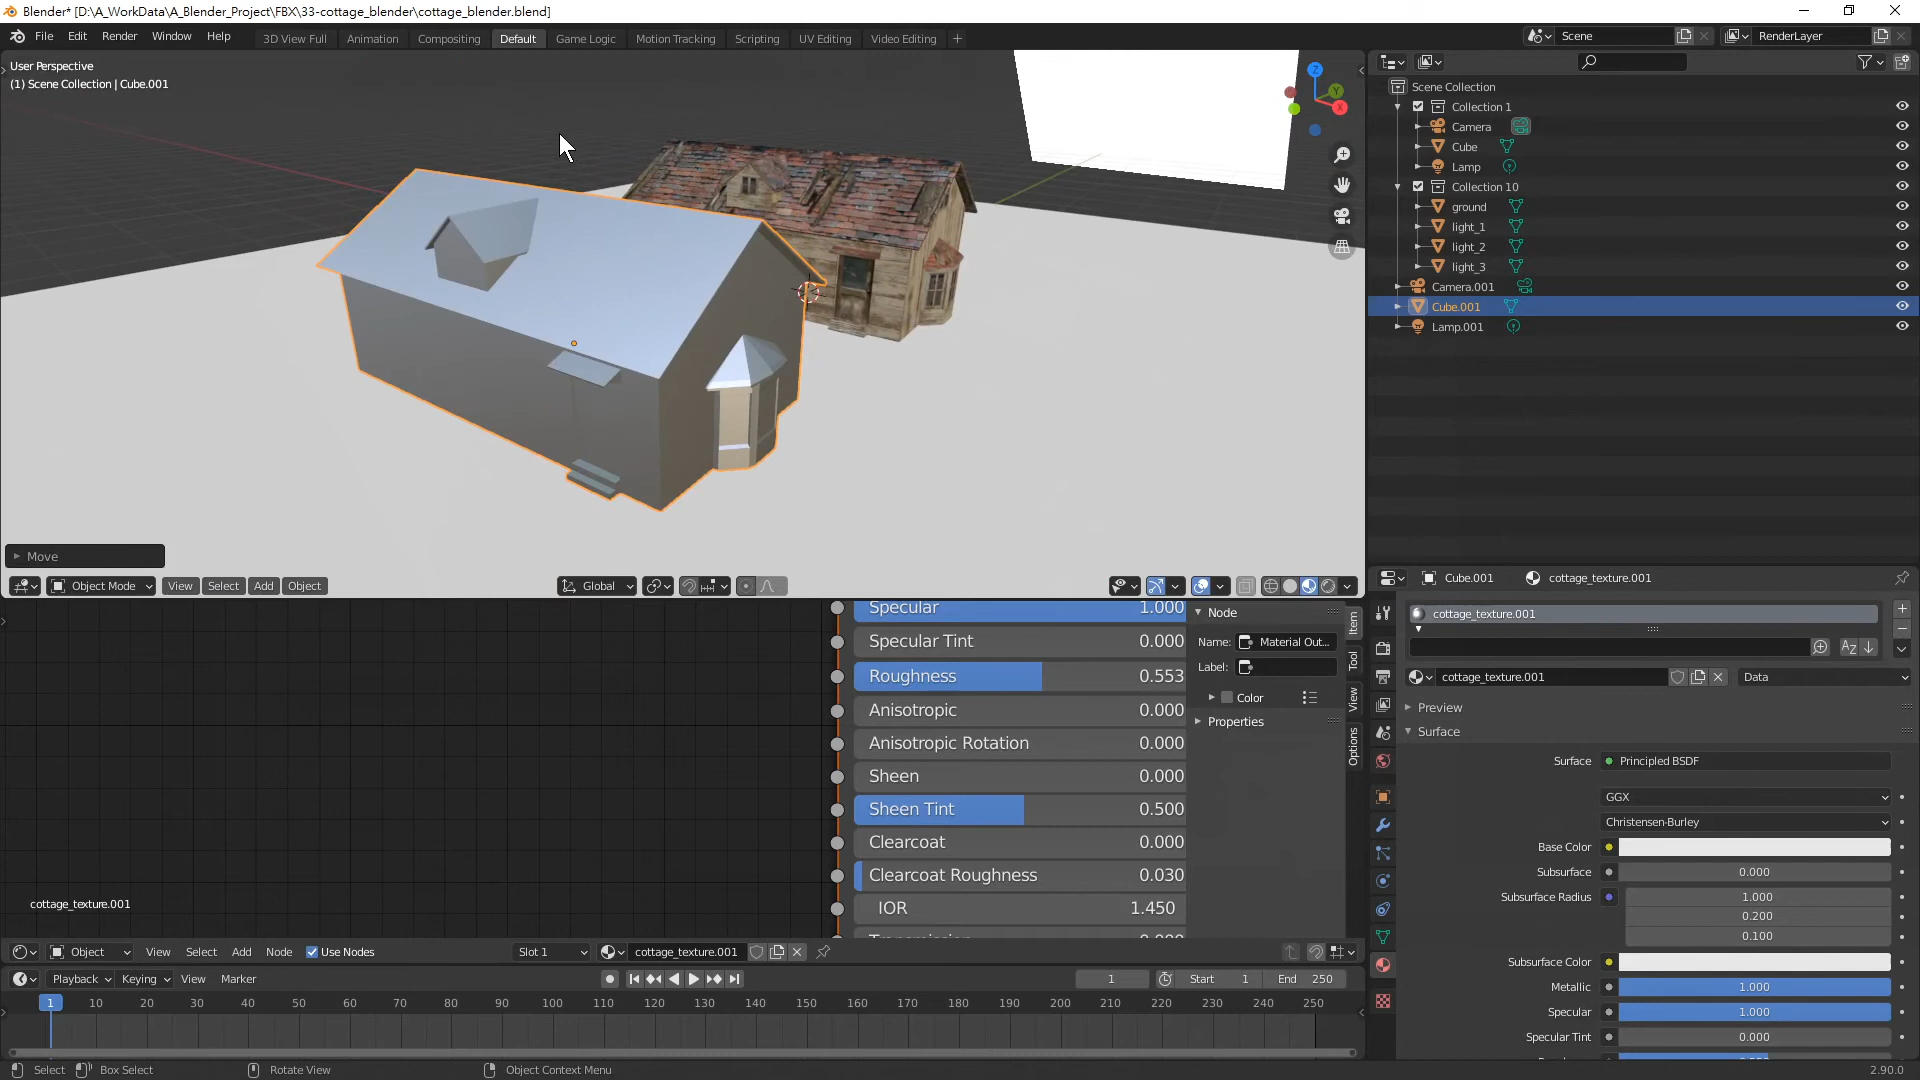 Blender* [D:\A_WorkData\A_Blender_Project\FBX\33-cottage_blender\cottage_blender.blend]
File Edit Render Window Help 3D View Full Animation Compositing Default Game Logic Motion Tracking Scripting UV Editing Video Editing + Scene RenderLayer
User Perspective
(1) Scene Collection | Cube.001
Z
Y
X
Move
Object Mode View Select Add Object Global
Scene Collection
Collection 1
Camera
Cube
Lamp
Collection 10
ground
light_1
light_2
light_3
Camera.001
Cube.001
Lamp.001
Specular 1.000
Specular Tint 0.000
Roughness 0.553
Anisotropic 0.000
Anisotropic Rotation 0.000
Sheen 0.000
Sheen Tint 0.500
Clearcoat 0.000
Clearcoat Roughness 0.030
IOR 1.450
Node
Name: Material Out...
Label:
Color
Properties
Item
Tool
View
Options
cottage_texture.001
Object View Select Add Node Use Nodes Slot 1 cottage_texture.001
Playback Keying View Marker 1 Start 1 End 250
1 10 20 30 40 50 60 70 80 90 100 110 120 130 140 150 160 170 180 190 200 210 220 230 240 250
Cube.001 cottage_texture.001
cottage_texture.001
cottage_texture.001 Data
Preview
Surface
Surface Principled BSDF
GGX
Christensen-Burley
Base Color
Subsurface 0.000
Subsurface Radius 1.000
0.200
0.100
Subsurface Color
Metallic 1.000
Specular 1.000
Specular Tint 0.000
Select Box Select Rotate View Object Context Menu 2.90.0